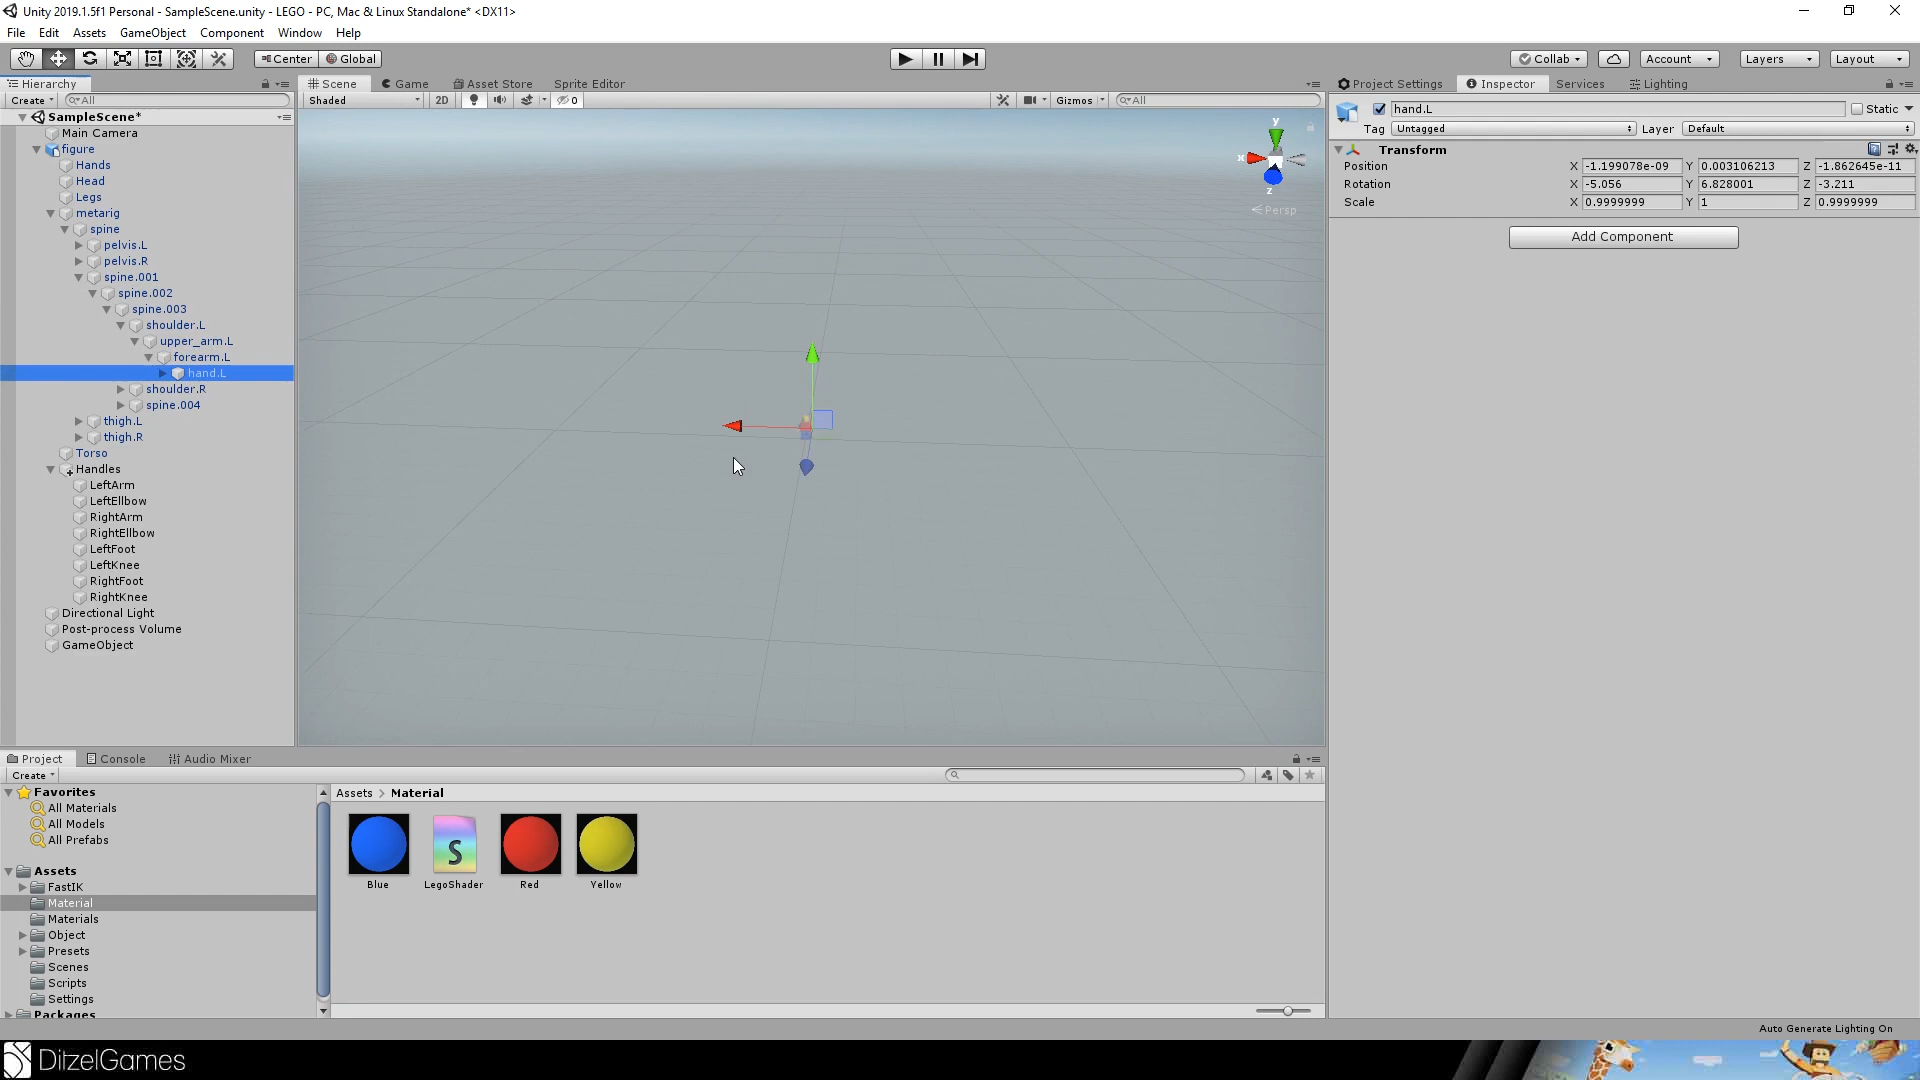 Unity 2019.1.5f1 Personal - SampleScene.unity - LEGO - PC, Mac & Linux Standalone* <DX11>
File Edit Assets GameObject Component Window Help
Center Global Collab Account Layers Layout
Hierarchy
Create All
SampleScene*
Main Camera
figure
Hands
Head
Legs
metarig
spine
pelvis.L
pelvis.R
spine.001
spine.002
spine.003
shoulder.L
upper_arm.L
forearm.L
hand.L
shoulder.R
spine.004
thigh.L
thigh.R
Torso
Handles
LeftArm
LeftEllbow
RightArm
RightEllbow
LeftFoot
LeftKnee
RightFoot
RightKnee
Directional Light
Post-process Volume
GameObject
Scene Game Asset Store Sprite Editor
Shaded 2D 0 Gizmos All
y
x
z
Persp
Project Settings Inspector Services Lighting
hand.L Static
Tag Untagged Layer Default
Transform
Position X -1.199078e-09 Y 0.003106213 Z -1.862645e-11
Rotation X -5.056 Y 6.828001 Z -3.211
Scale X 0.9999999 Y 1 Z 0.9999999
Add Component
Project Console Audio Mixer
Create
Favorites
All Materials
All Models
All Prefabs
Assets
FastIK
Material
Materials
Object
Presets
Scenes
Scripts
Settings
Packages
Assets > Material
S
Blue LegoShader Red Yellow
Auto Generate Lighting On
DitzelGames